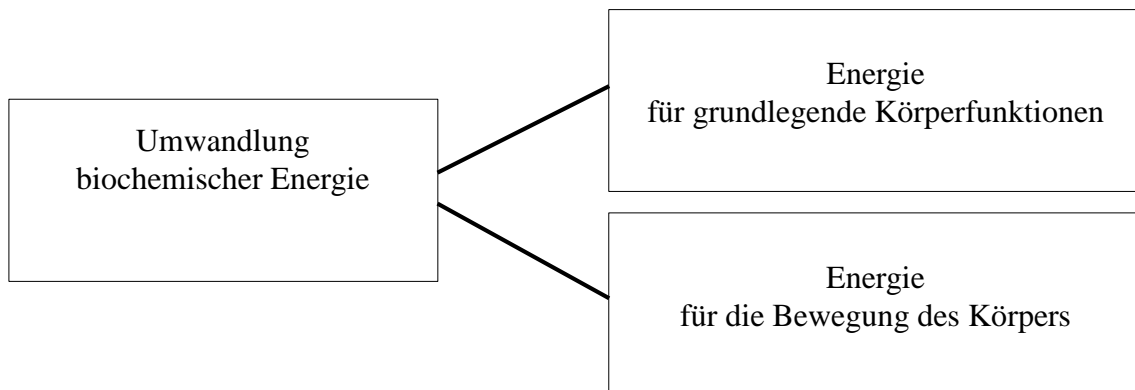 Umwandlung
biochemischer Energie
Energie
für grundlegende Körperfunktionen
Energie
für die Bewegung des Körpers